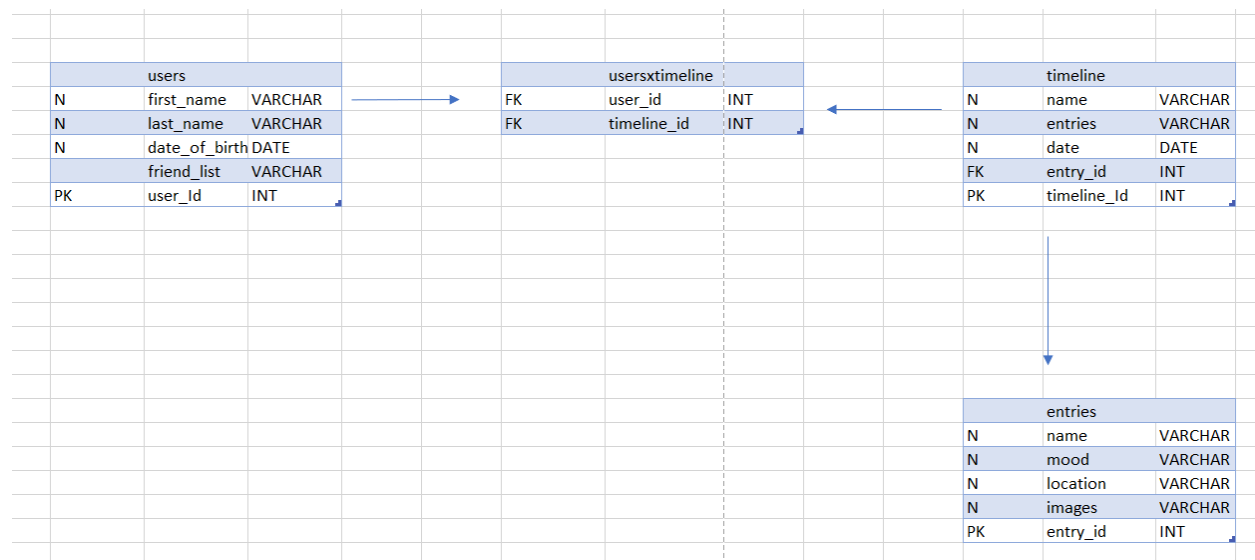 users
N first_name VARCHAR
N last_name VARCHAR
N date_of_birth DATE
friend_list VARCHAR
PK user_Id INT
usersxtimeline
FK user_id INT
FK timeline_id INT
timeline
N name VARCHAR
N entries VARCHAR
N date DATE
FK entry_id INT
PK timeline_Id INT
entries
N name VARCHAR
N mood VARCHAR
N location VARCHAR
N images VARCHAR
PK entry_id INT